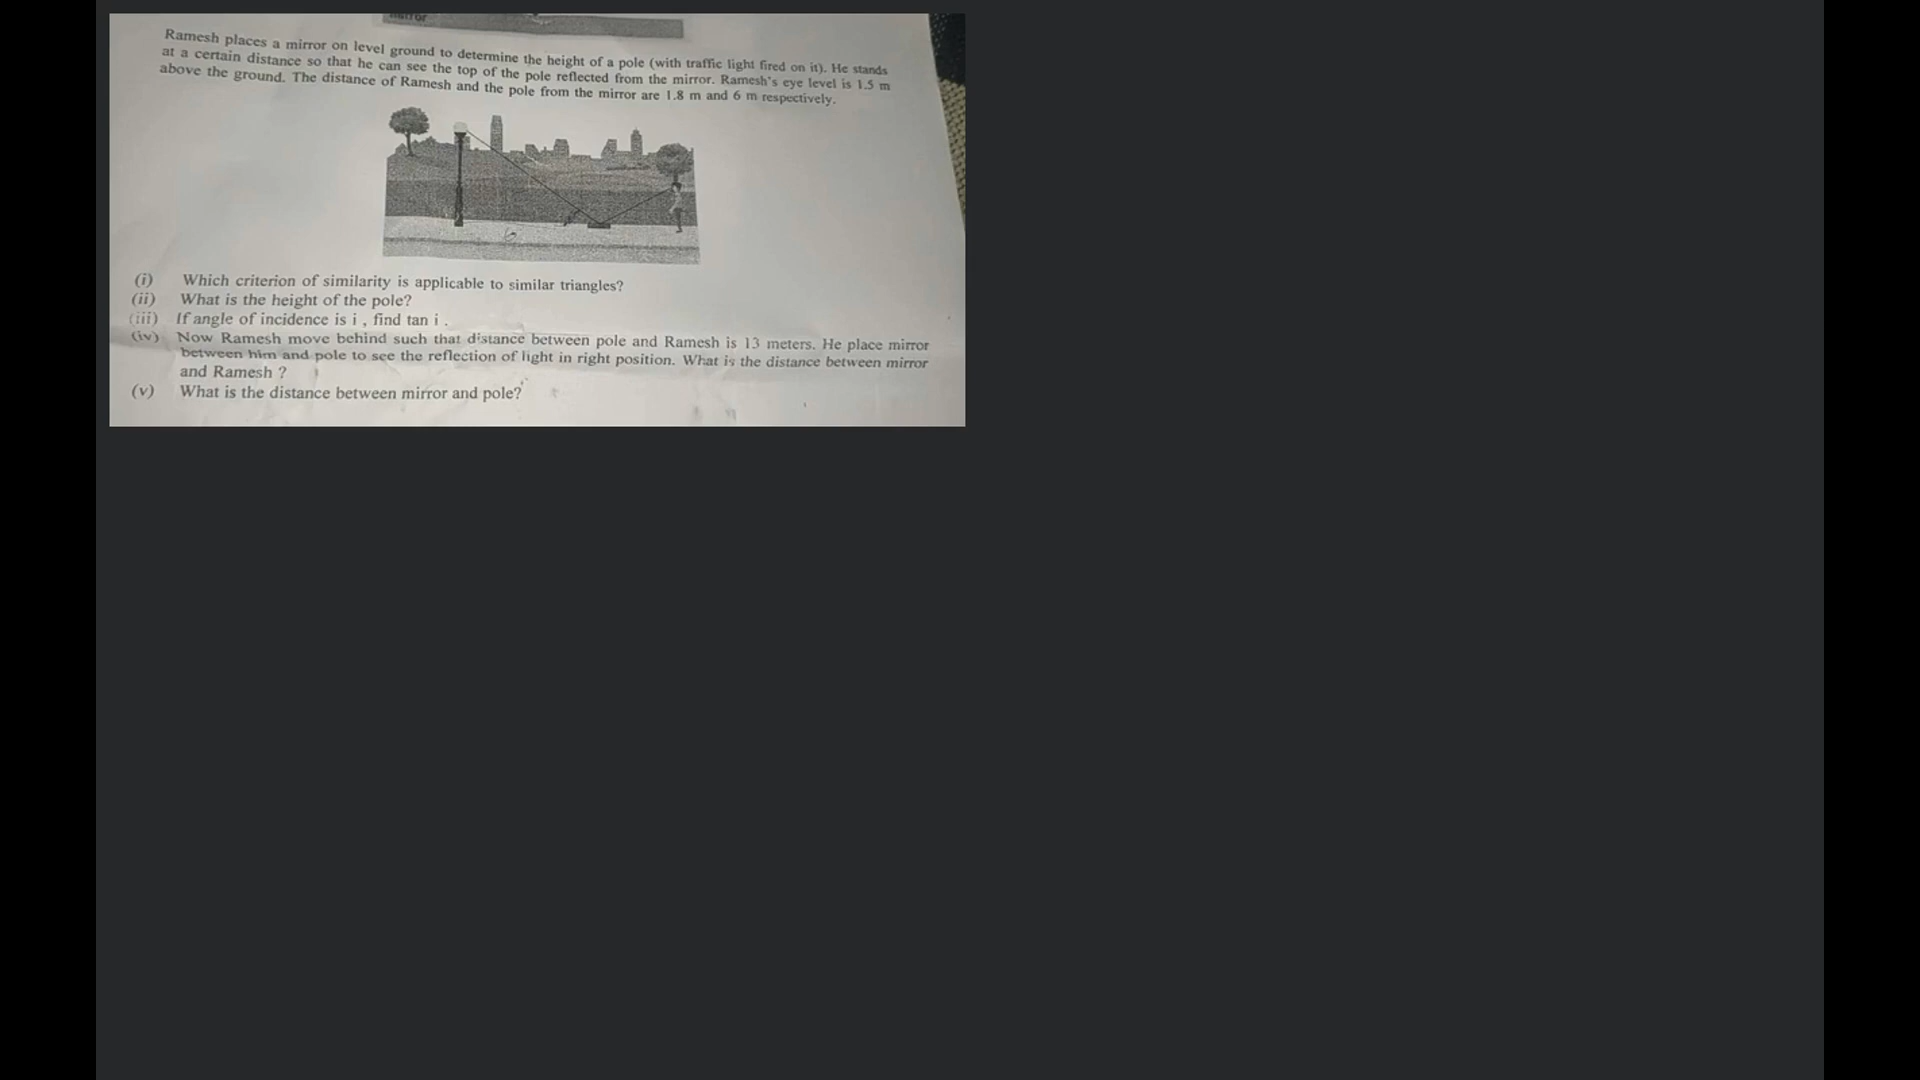 mirror
Ramesh places a mirror on level ground to determine the height of a pole (with traffic light fired on it). He stands
at a certain distance so that he can see the top of the pole reflected from the mirror. Ramesh's eye level is 1.5 m
above the ground. The distance of Ramesh and the pole from the mirror are 1.8 m and 6 m respectively.
6
(i) Which criterion of similarity is applicable to similar triangles?
(ii) What is the height of the pole?
(iii) If angle of incidence is i , find tan i .
(iv) Now Ramesh move behind such that distance between pole and Ramesh is 13 meters. He place mirror
between him and pole to see the reflection of light in right position. What is the distance between mirror
and Ramesh ?
(v) What is the distance between mirror and pole?